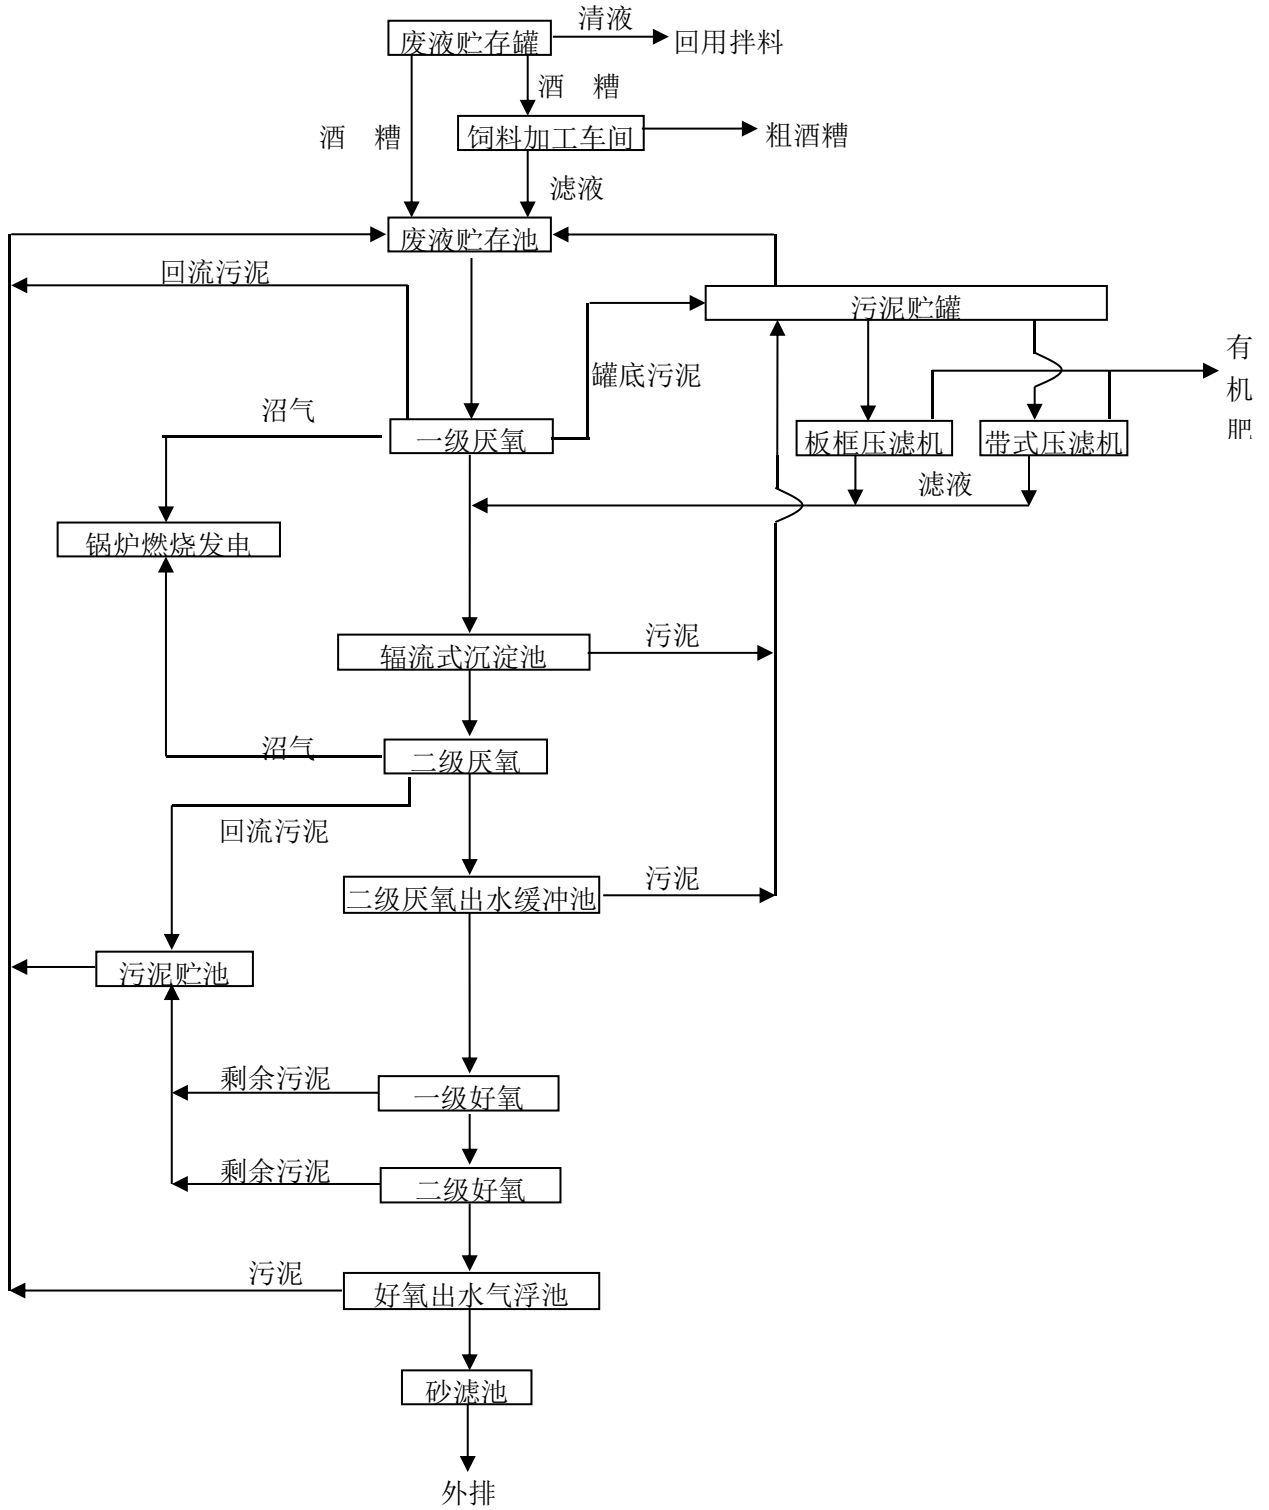 清液
废液贮存罐
回用拌料
酒 糟
酒 糟
饲料加工车间
粗酒糟
滤液
废液贮存池
回流污泥
污泥贮罐
有
机
肥
罐底污泥
沼气
一级厌氧
板框压滤机
带式压滤机
滤液
锅炉燃烧发电
污泥
辐流式沉淀池
沼气
二级厌氧
回流污泥
污泥
二级厌氧出水缓冲池
污泥贮池
剩余污泥
一级好氧
剩余污泥
二级好氧
污泥
好氧出水气浮池
砂滤池
外排